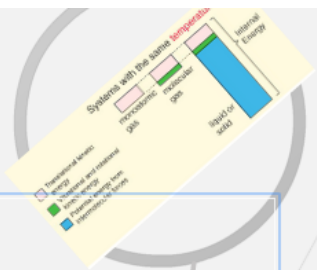 Systems with the same temperatur
Internal
Energy
monoatomic
gas
molecular
gas
liquid or
solid
Translational kinetic
energy
Vibrational and rotational
kinetic energy
Potential energy from
intermolecular forces